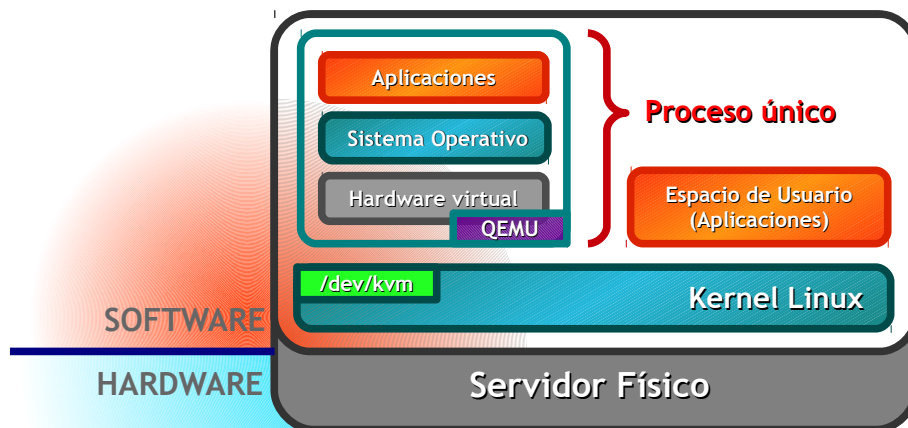 Aplicaciones
Sistema Operativo
Hardware virtual
QEMU
Proceso único
Espacio de Usuario
(Aplicaciones)
/dev/kvm
Kernel Linux
SOFTWARE
HARDWARE
Servidor Físico